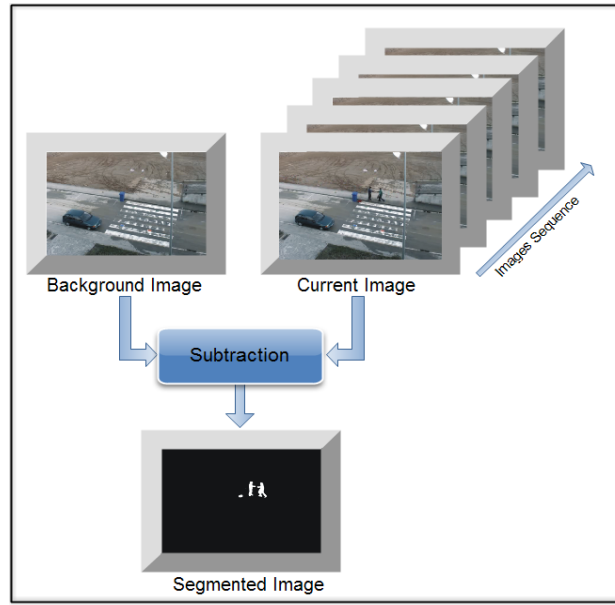 Images Sequence
Background Image
Current Image
Subtraction
Segmented Image